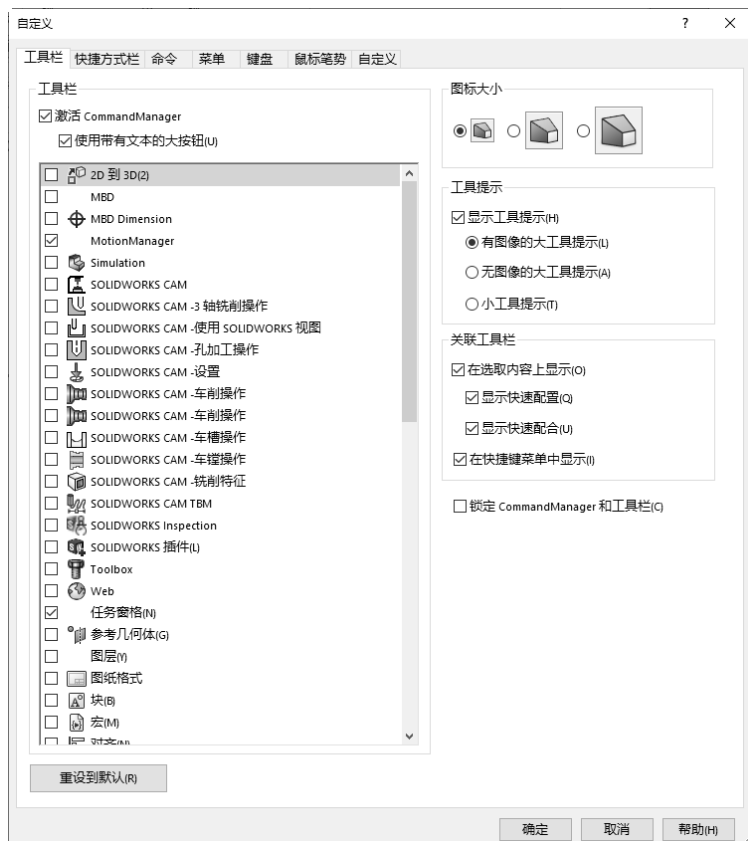 自定义
?
工具栏 快捷方式栏 命令 菜单 键盘 鼠标笔势 自定义
工具栏
激活 CommandManager
使用带有文本的大按钮(U)
2D 到 3D(2)
MBD
MBD Dimension
MotionManager
Simulation
SOLIDWORKS CAM
SOLIDWORKS CAM -3 轴铣削操作
SOLIDWORKS CAM -使用 SOLIDWORKS 视图
SOLIDWORKS CAM -孔加工操作
SOLIDWORKS CAM -设置
SOLIDWORKS CAM -车削操作
SOLIDWORKS CAM -车削操作
SOLIDWORKS CAM -车槽操作
SOLIDWORKS CAM -车镗操作
SOLIDWORKS CAM -铣削特征
SOLIDWORKS CAM TBM
SOLIDWORKS Inspection
SOLIDWORKS 插件(L)
Toolbox
Web
任务窗格(N)
参考几何体(G)
图层(Y)
图纸格式
块(B)
宏(M)
对齐(N)
重设到默认(R)
图标大小
工具提示
显示工具提示(H)
有图像的大工具提示(L)
无图像的大工具提示(A)
小工具提示(T)
关联工具栏
在选取内容上显示(O)
显示快速配置(Q)
显示快速配合(U)
在快捷键菜单中显示(I)
锁定 CommandManager 和工具栏(C)
确定 取消 帮助(H)